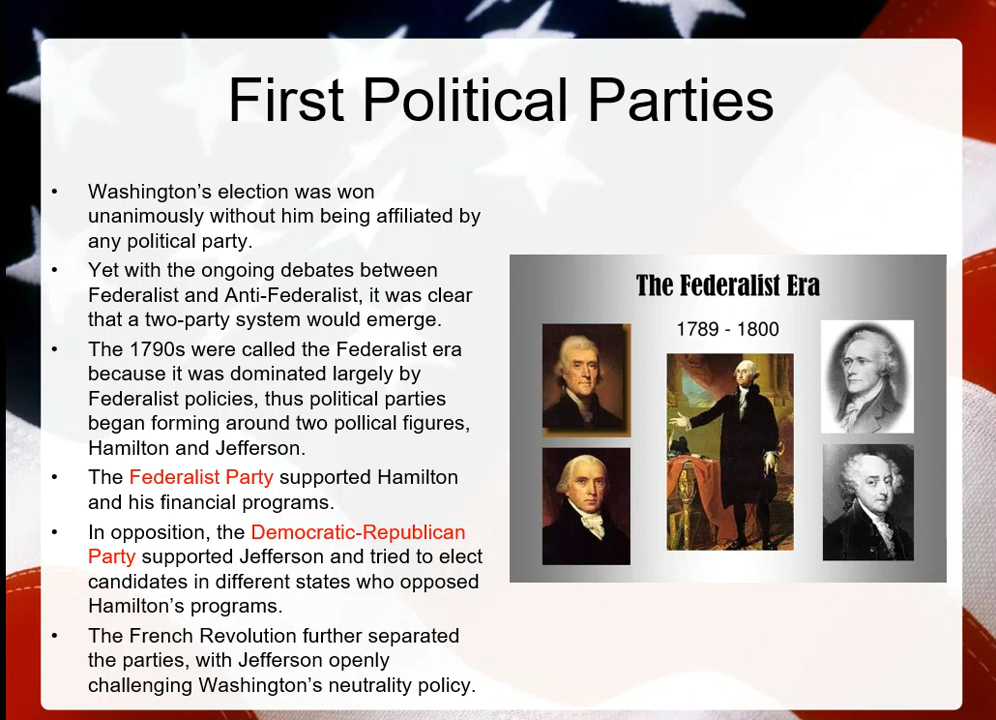 First Political Parties
• Washington's election was won
unanimously without him being affiliated by
any political party.
• Yet with the ongoing debates between
Federalist and Anti-Federalist, it was clear
that a two-party system would emerge.
• The 1790s were called the Federalist era
because it was dominated largely by
Federalist policies, thus political parties
began forming around two pollical figures,
Hamilton and Jefferson.
• The Federalist Party supported Hamilton
and his financial programs.
• In opposition, the Democratic-Republican
Party supported Jefferson and tried to elect
candidates in different states who opposed
Hamilton's programs.
• The French Revolution further separated
the parties, with Jefferson openly
challenging Washington's neutrality policy.
The Federalist Era
1789 - 1800